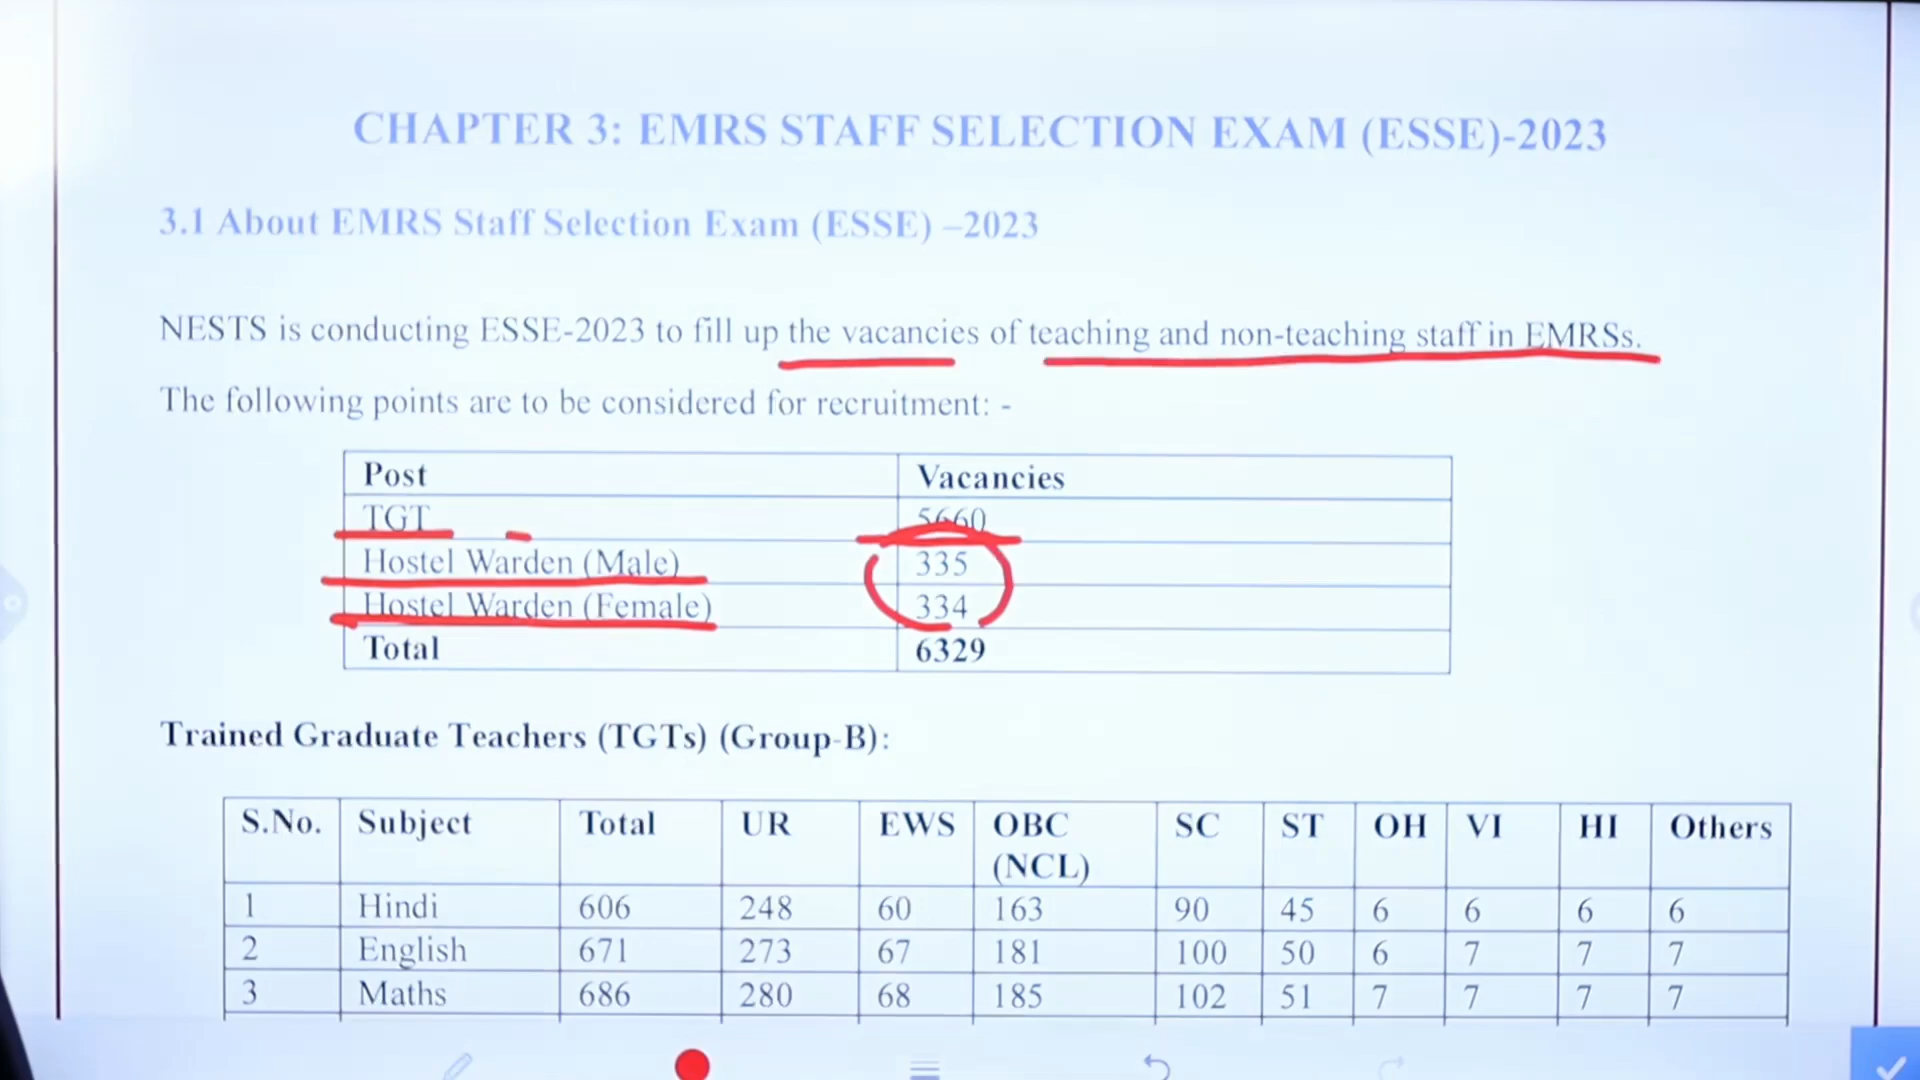 CHAPTER 3: EMRS STAFF SELECTION EXAM (ESSE)-2023
3.1 About EMRS Staff Selection Exam (ESSE) –2023
NESTS is conducting ESSE-2023 to fill up the vacancies of teaching and non-teaching staff in EMRSs.
The following points are to be considered for recruitment: -
Post Vacancies
TGT 5660
Hostel Warden (Male) 335
Hostel Warden (Female) 334
Total 6329
Trained Graduate Teachers (TGTs) (Group-B):
S.No. Subject Total UR EWS OBC (NCL) SC ST OH VI HI Others
1 Hindi 606 248 60 163 90 45 6 6 6 6
2 English 671 273 67 181 100 50 6 7 7 7
3 Maths 686 280 68 185 102 51 7 7 7 7